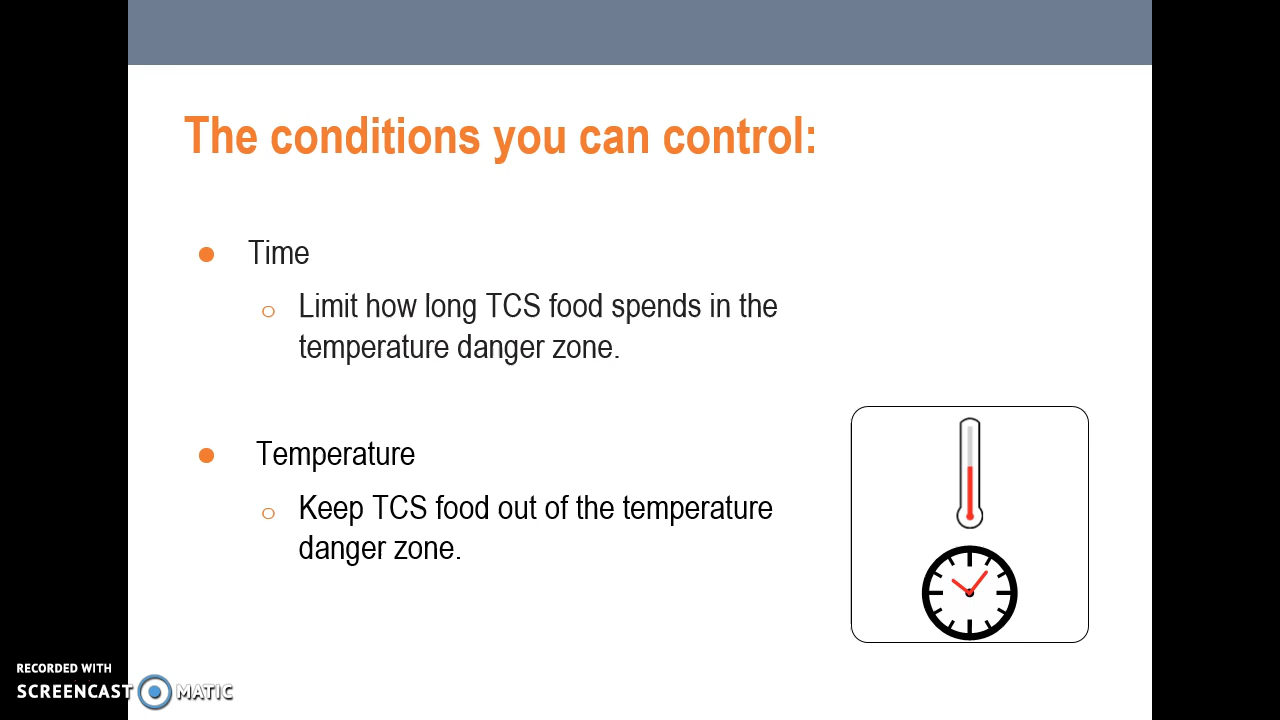 The conditions you can control:
Time
Limit how long TCS food spends in the
temperature danger zone.
Temperature
Keep TCS food out of the temperature
danger zone.
RECORDED WITH
SCREENCAST MATIC